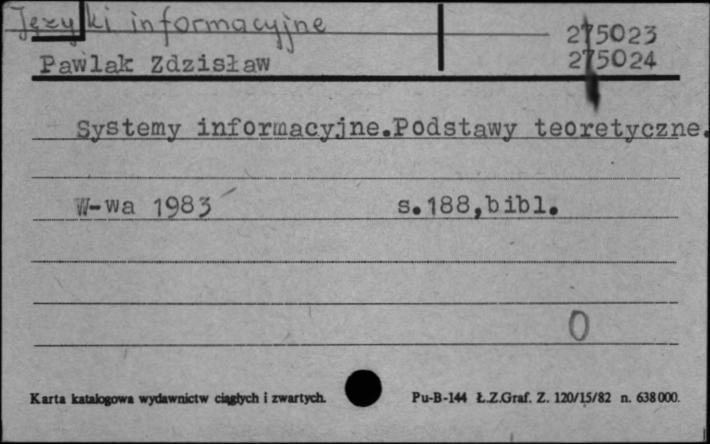 Języki informacyjne
275023
Pawlak Zdzisław
275024
Systemy informacyjne.Podstawy teoretyczne.
W-wa 1983 s.188,bibl.
0
Karta katalogowa wydawnictw ciągłych i zwartych. Pu-B-144 Ł.Z.Graf. Z. 120/15/82 n. 638000.